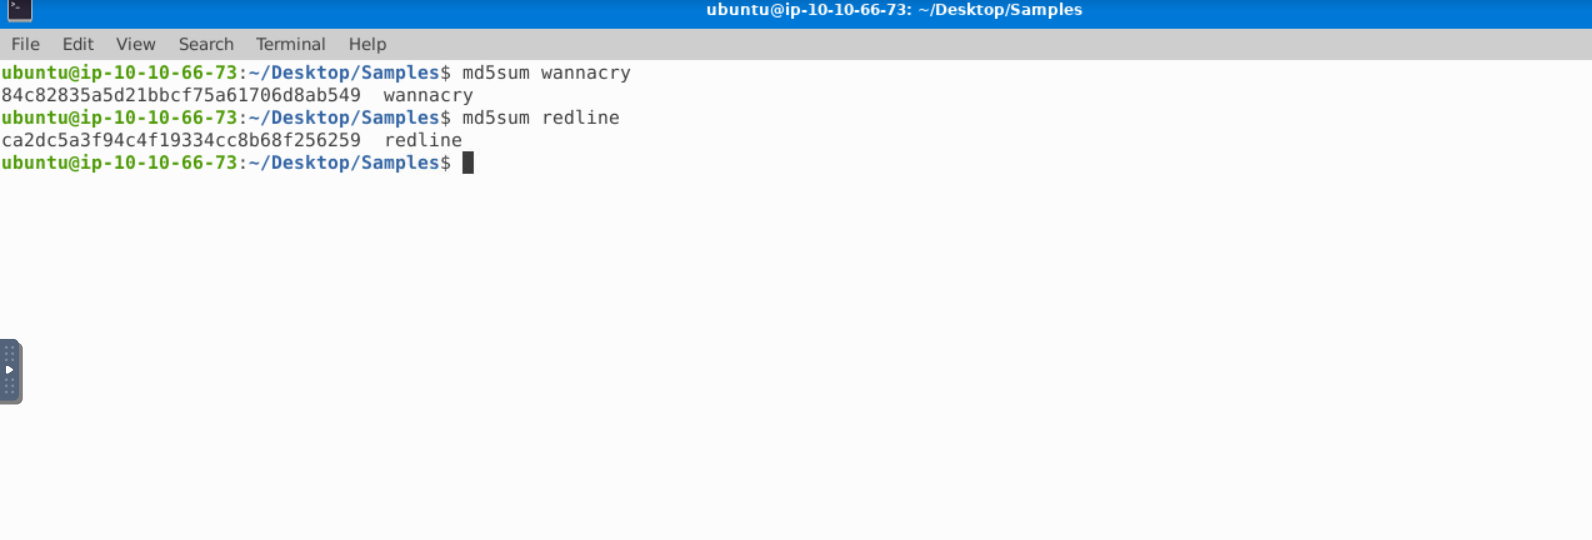 ubuntu@ip-10-10-66-73: ~/Desktop/Samples
File Edit View Search Terminal Help
ubuntu@ip-10-10-66-73:~/Desktop/Samples$ md5sum wannacry
84c82835a5d21bbcf75a61706d8ab549  wannacry
ubuntu@ip-10-10-66-73:~/Desktop/Samples$ md5sum redline
ca2dc5a3f94c4f19334cc8b68f256259  redline
ubuntu@ip-10-10-66-73:~/Desktop/Samples$